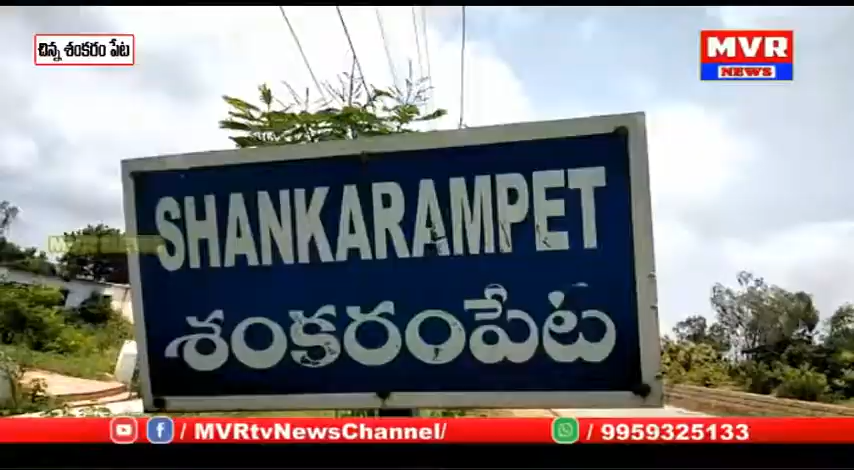 చిన్న శంకరం పేట
MVR
NEWS
SHANKARAMPET
శంకరం పేట
/ MVRtvNewsChannel/
/ 9959325133